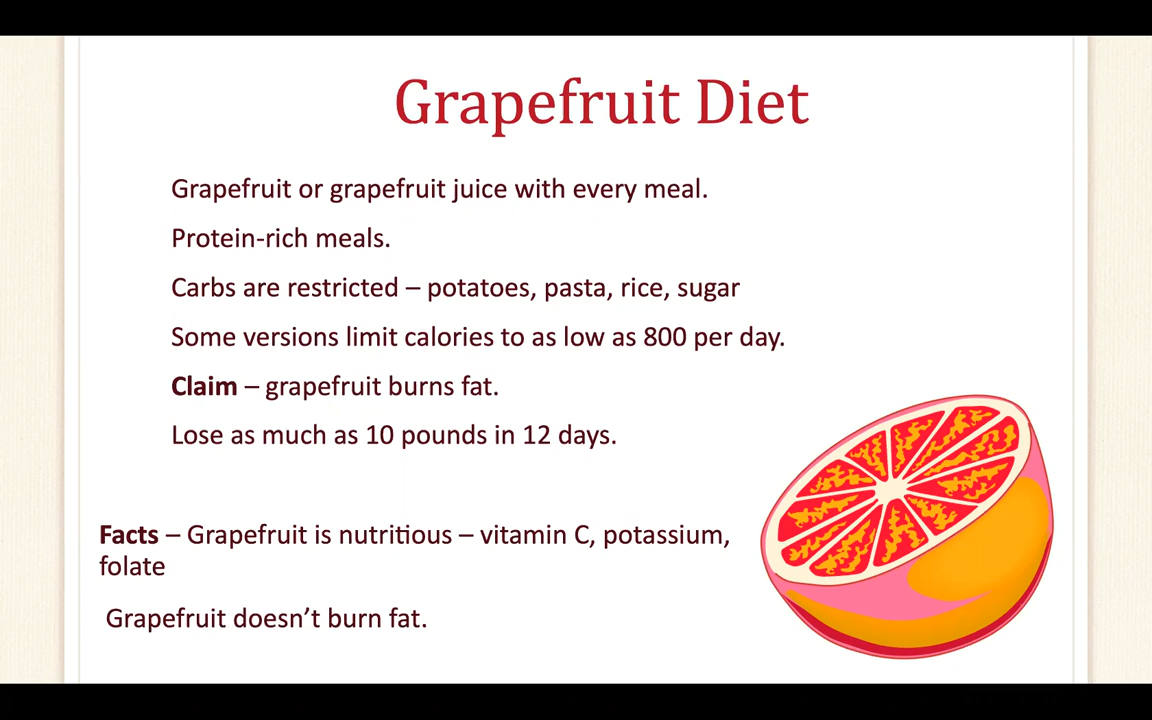 Grapefruit Diet
Grapefruit or grapefruit juice with every meal.
Protein-rich meals.
Carbs are restricted – potatoes, pasta, rice, sugar
Some versions limit calories to as low as 800 per day.
Claim – grapefruit burns fat.
Lose as much as 10 pounds in 12 days.
Facts – Grapefruit is nutritious – vitamin C, potassium,
folate
Grapefruit doesn’t burn fat.